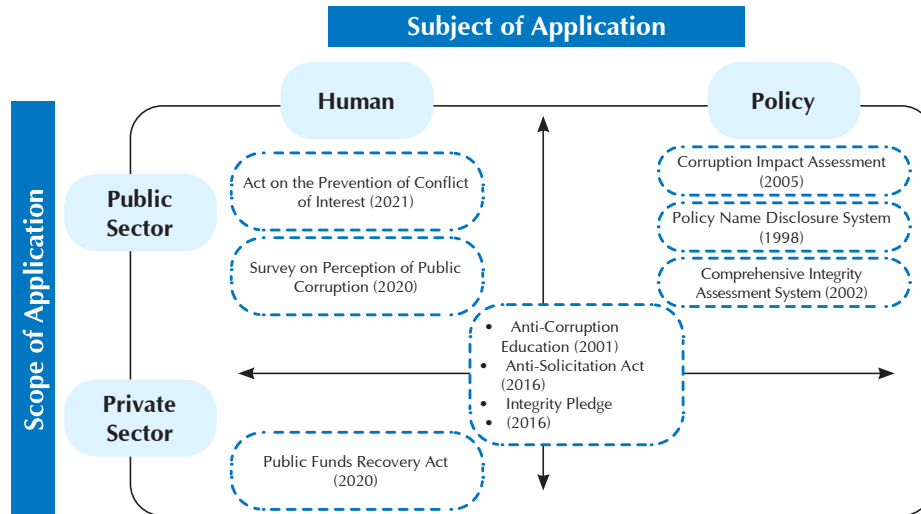 Subject of Application
Human
Policy
Scope of Application
Public
Sector
Act on the Prevention of Conflict
of Interest (2021)
Survey on Perception of Public
Corruption (2020)
Corruption Impact Assessment
(2005)
Policy Name Disclosure System
(1998)
Comprehensive Integrity
Assessment System (2002)
• Anti-Corruption
Education (2001)
• Anti-Solicitation Act
(2016)
• Integrity Pledge
• (2016)
Private
Sector
Public Funds Recovery Act
(2020)